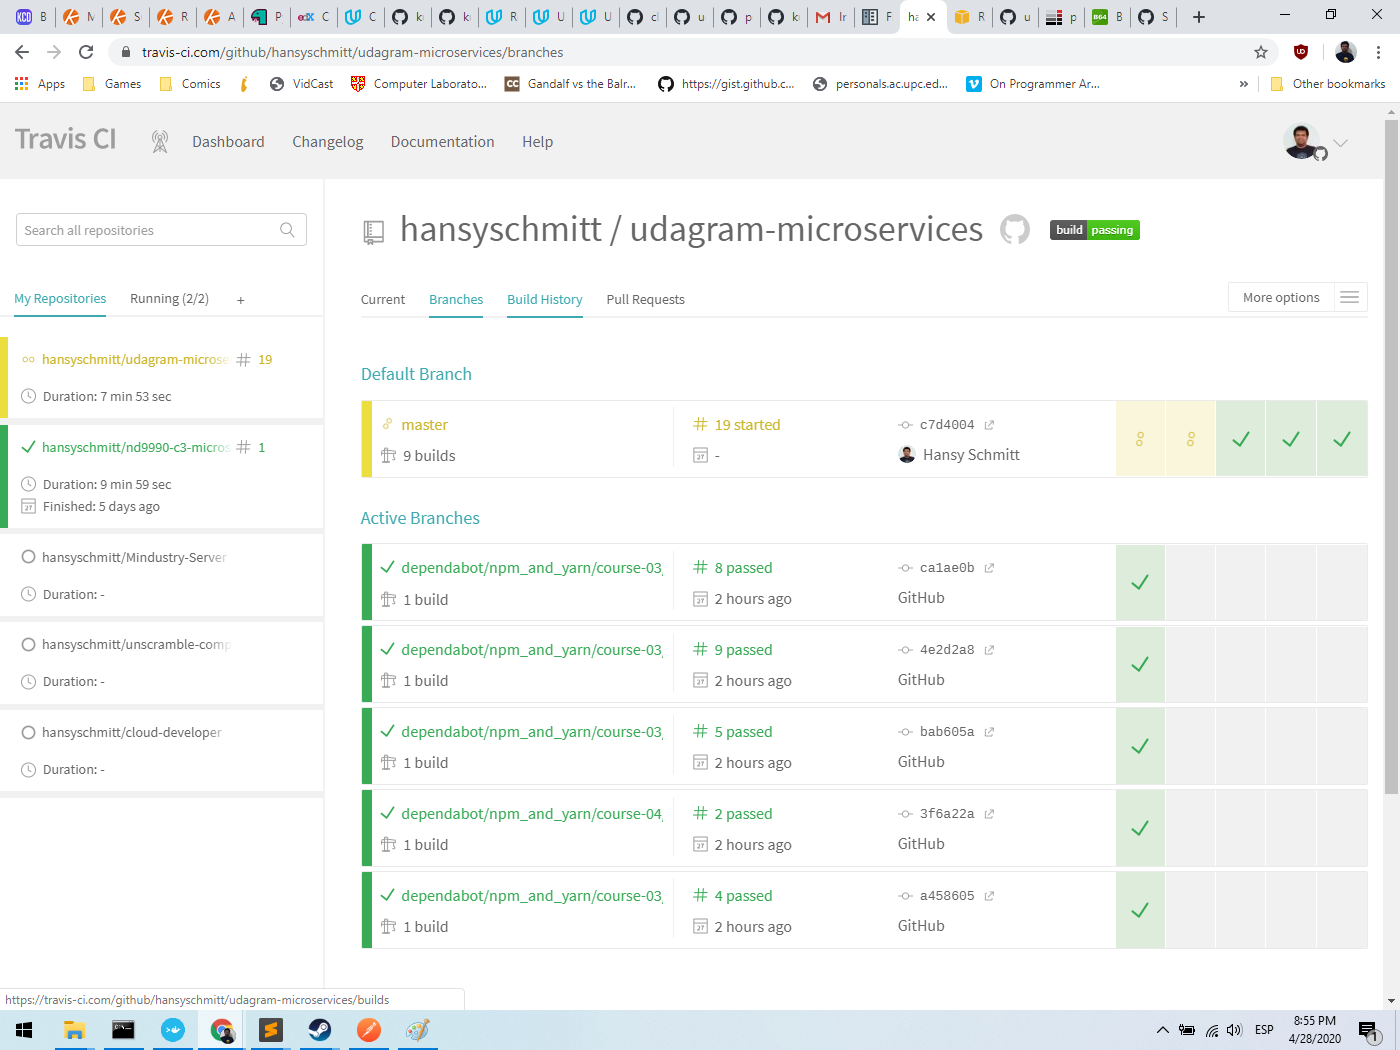 travis-ci.com/github/hansyschmitt/udagram-microservices/branches
Apps Games Comics VidCast Computer Laborato... Gandalf vs the Balr... https://gist.github.c... personals.ac.upc.ed... On Programmer Ar... » Other bookmarks
Travis CI Dashboard Changelog Documentation Help
Search all repositories
hansyschmitt / udagram-microservices build passing
My Repositories Running (2/2) +
Current Branches Build History Pull Requests More options
hansyschmitt/udagram-microse # 19
Duration: 7 min 53 sec
hansyschmitt/nd9990-c3-micros # 1
Duration: 9 min 59 sec
Finished: 5 days ago
hansyschmitt/Mindustry-Server
Duration: -
hansyschmitt/unscramble-comp
Duration: -
hansyschmitt/cloud-developer
Duration: -
Default Branch
master # 19 started c7d4004
9 builds - Hansy Schmitt
Active Branches
dependabot/npm_and_yarn/course-03, # 8 passed ca1ae0b
1 build 2 hours ago GitHub
dependabot/npm_and_yarn/course-03, # 9 passed 4e2d2a8
1 build 2 hours ago GitHub
dependabot/npm_and_yarn/course-03, # 5 passed bab605a
1 build 2 hours ago GitHub
dependabot/npm_and_yarn/course-04, # 2 passed 3f6a22a
1 build 2 hours ago GitHub
dependabot/npm_and_yarn/course-03, # 4 passed a458605
1 build 2 hours ago GitHub
https://travis-ci.com/github/hansyschmitt/udagram-microservices/builds
ESP 8:55 PM
4/28/2020
1